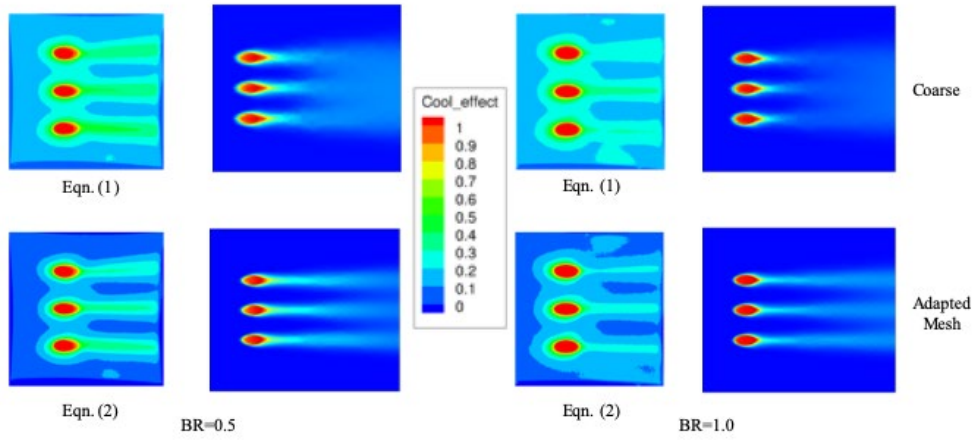 Cool_effect
1
0.9
0.8
0.7
0.6
0.5
0.4
0.3
0.2
0.1
0
Coarse
Eqn. (1)
Eqn. (1)
Adapted
Mesh
Eqn. (2)
Eqn. (2)
BR=0.5
BR=1.0